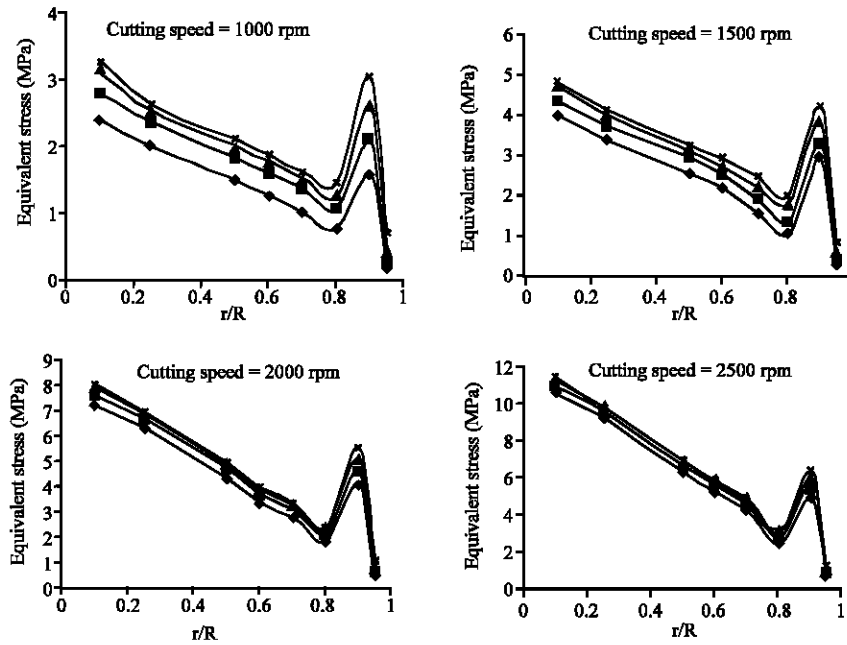 Cutting speed = 1000 rpm
Equivalent stress (MPa)
4
3
2
1
0
0 0.2 0.4 0.6 0.8 1
r/R
Cutting speed = 1500 rpm
Equivalent stress (MPa)
6
5
4
3
2
1
0
0 0.2 0.4 0.6 0.8 1
r/R
Cutting speed = 2000 rpm
Equivalent stress (MPa)
9
8
7
6
5
4
3
2
1
0
0 0.2 0.4 0.6 0.8 1
r/R
Cutting speed = 2500 rpm
Equivalent stress (MPa)
12
10
8
6
4
2
0
0 0.2 0.4 0.6 0.8 1
r/R